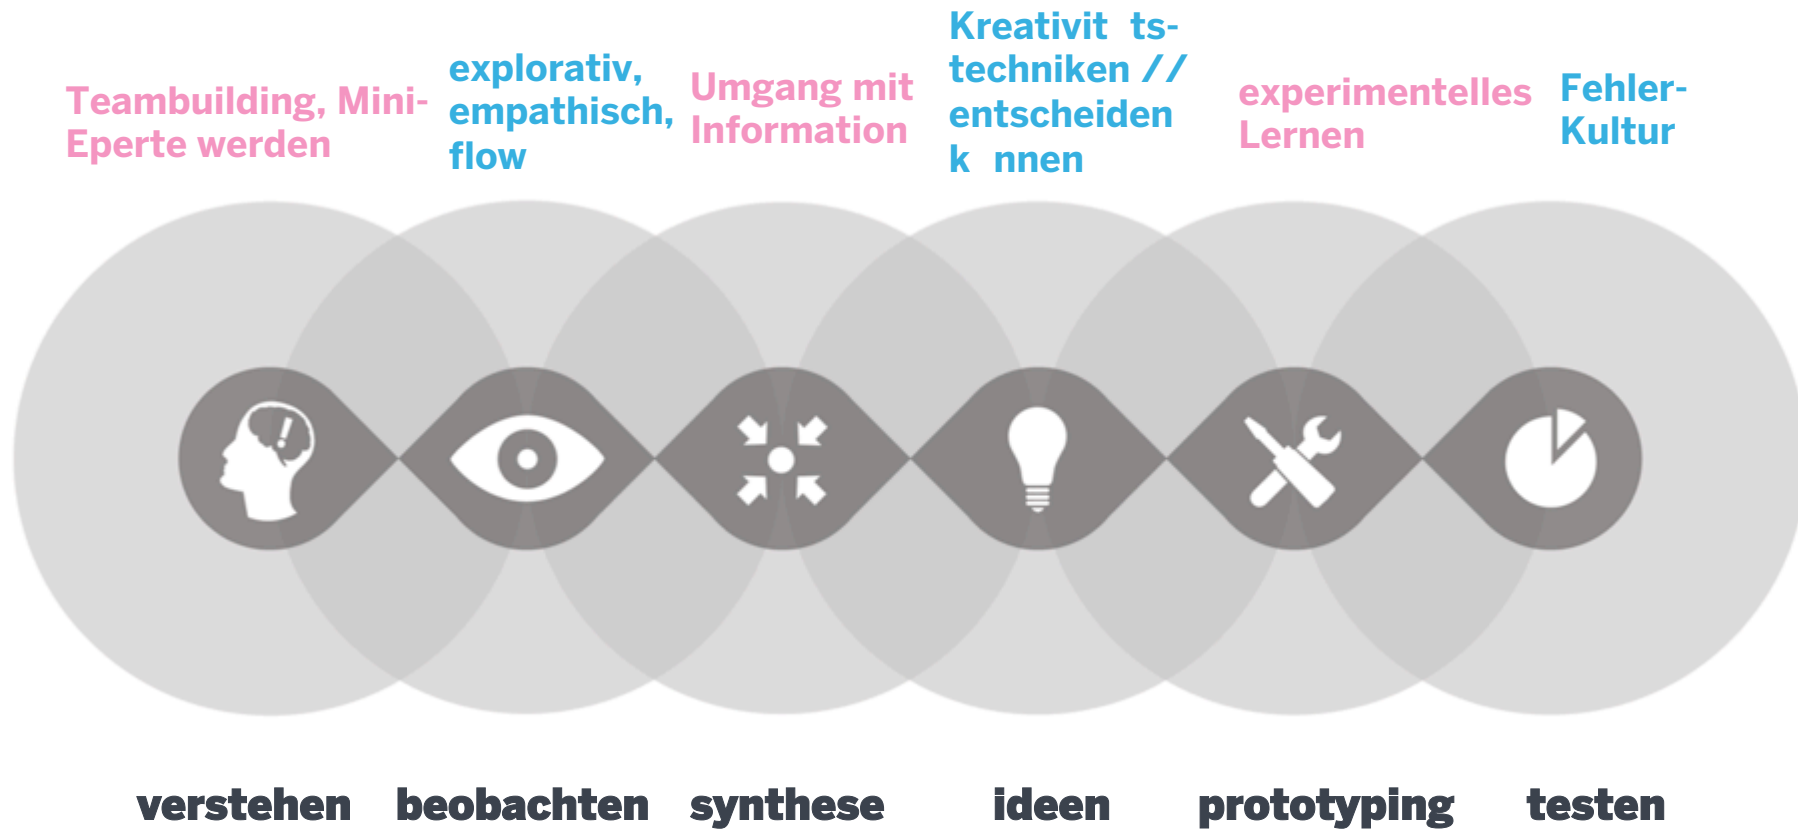 Teambuilding, Mini-
Eperte werden
explorativ,
empathisch,
flow
Umgang mit
Information
Kreativit ts-
techniken //
entscheiden
k nnen
experimentelles
Lernen
Fehler-
Kultur
!
verstehen
beobachten
synthese
ideen
prototyping
testen